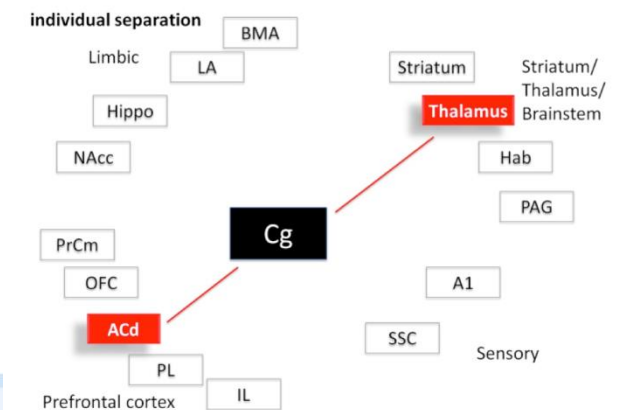 individual separation
BMA
Limbic
LA
Striatum
Striatum/
Thalamus/
Brainstem
Hippo
Thalamus
NAcc
Hab
PAG
Cg
PrCm
OFC
A1
ACd
SSC
PL
Sensory
IL
Prefrontal cortex